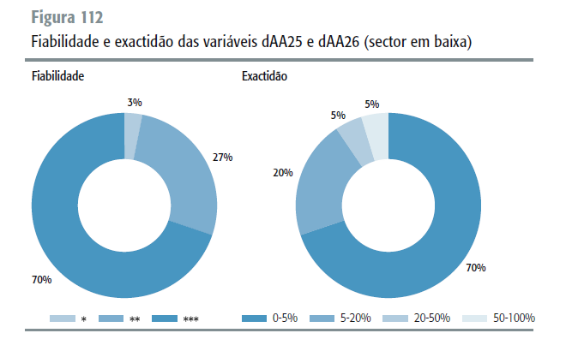 Figura 112
Fiabilidade e exactidão das variáveis dAA25 e dAA26 (sector em baixa)
Fiabilidade
Exactidão
3%
27%
70%
5%
5%
20%
70%
* ** ***
0-5% 5-20% 20-50% 50-100%